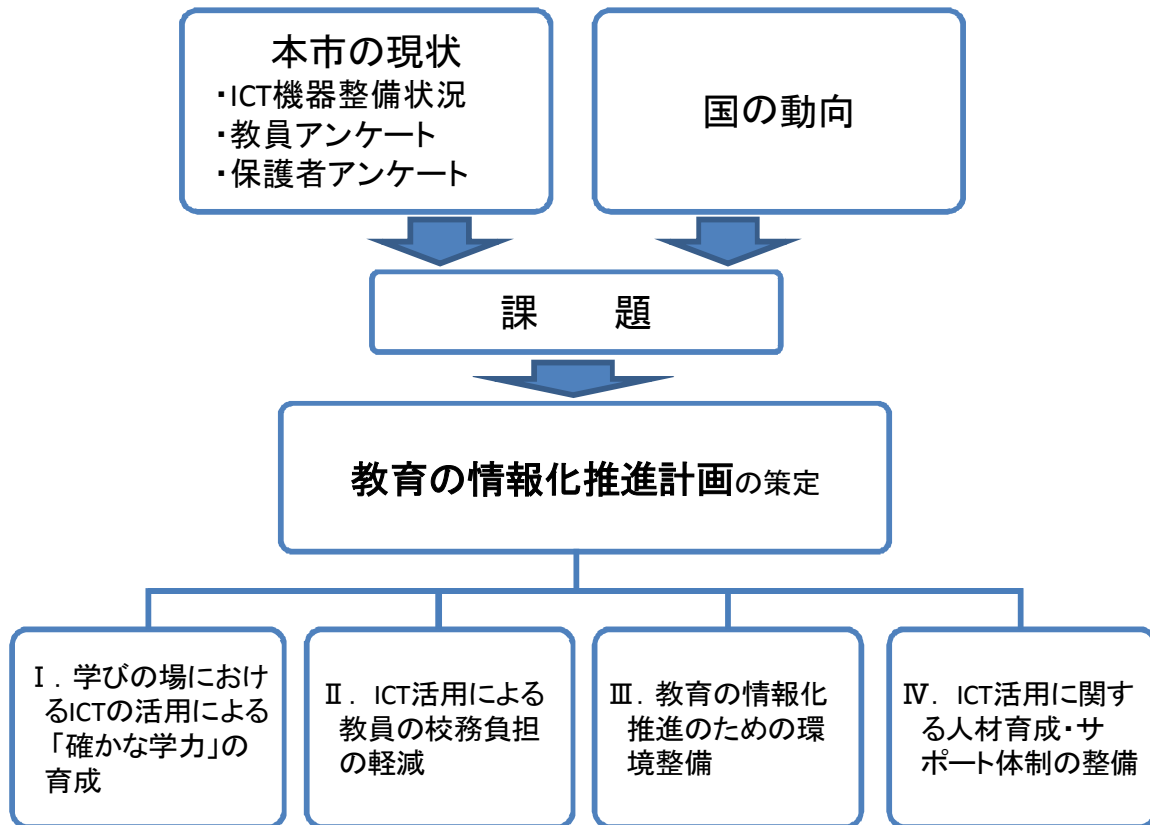 本市の現状
・ICT機器整備状況
・教員アンケート
・保護者アンケート
国の動向
課　　題
教育の情報化推進計画の策定
Ⅰ．学びの場におけ
るICTの活用による
「確かな学力」の
育成
Ⅱ．ICT活用による
教員の校務負担
の軽減
Ⅲ．教育の情報化
推進のための環
境整備
Ⅳ．ICT活用に関す
る人材育成・サ
ポート体制の整備